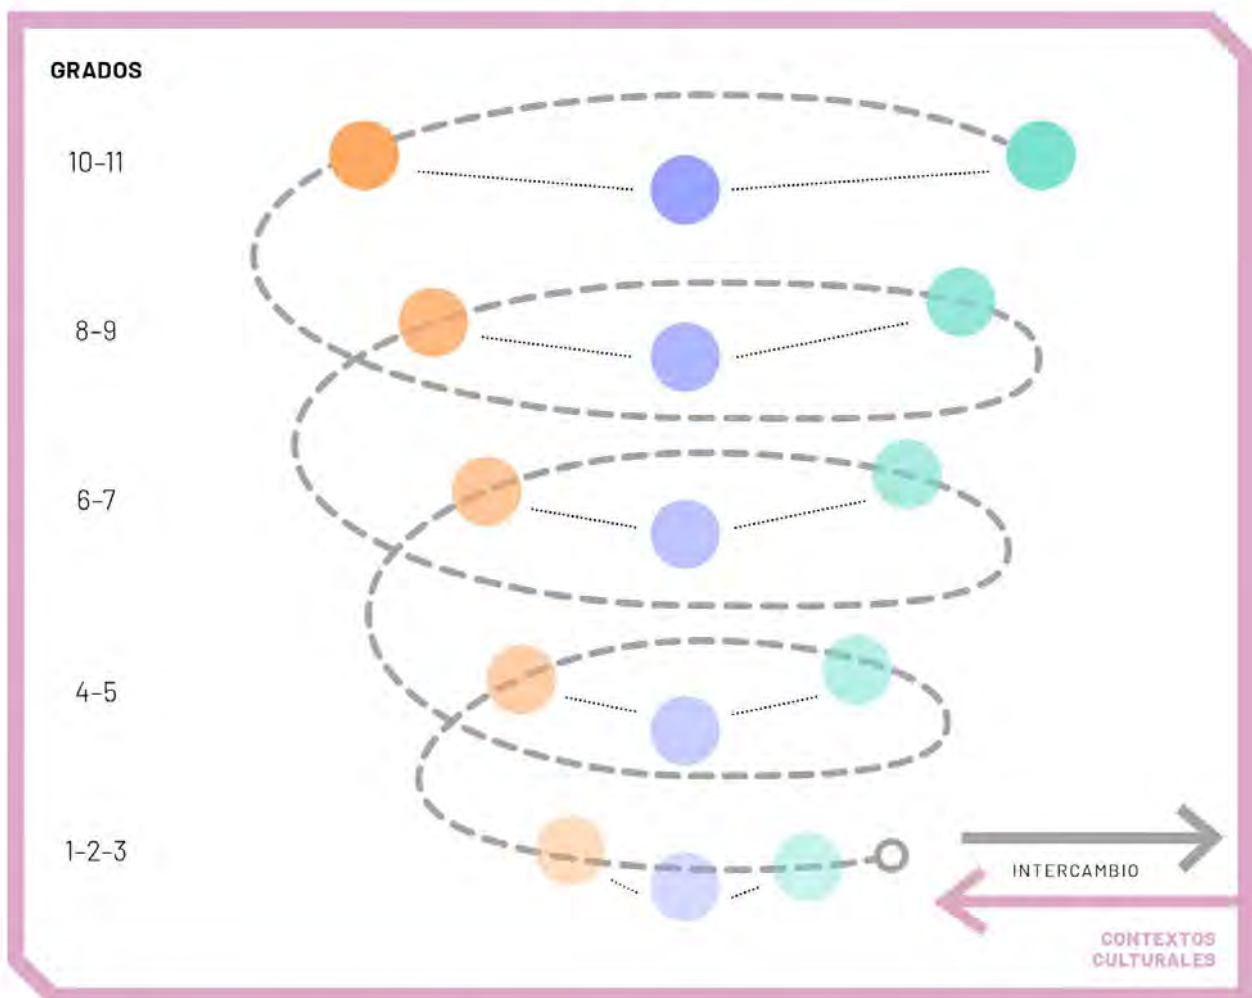 GRADOS
10-11
8-9
6-7
4-5
1-2-3
INTERCAMBIO
CONTEXTOS
CULTURALES